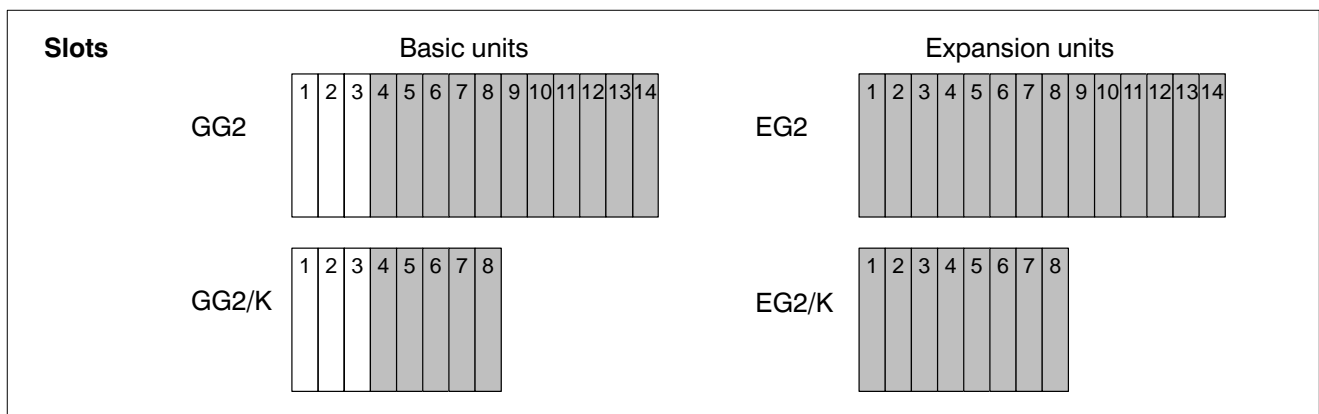 Slots Basic units Expansion units
1 2 3 4 5 6 7 8 9 10 11 12 13 14 1 2 3 4 5 6 7 8 9 10 11 12 13 14
GG2 EG2
1 2 3 4 5 6 7 8 1 2 3 4 5 6 7 8
GG2/K EG2/K